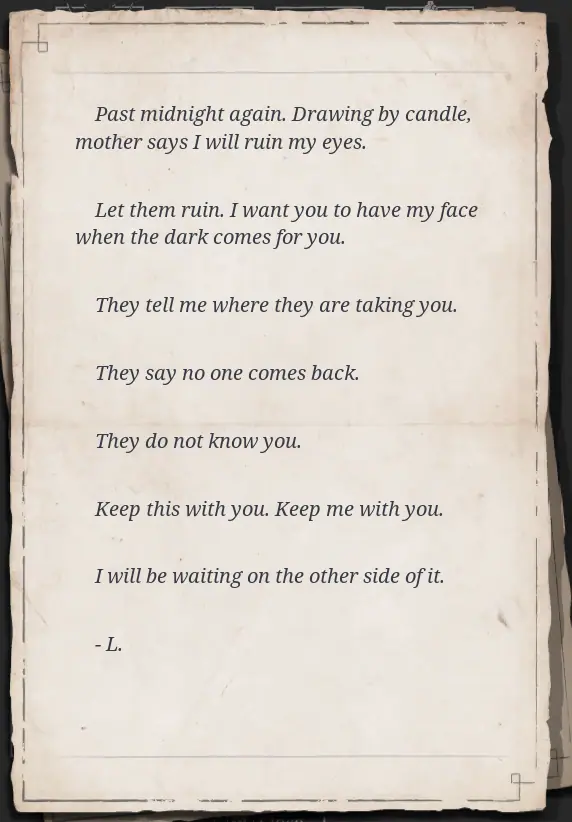 Past midnight again. Drawing by candle,
mother says I will ruin my eyes.
Let them ruin. I want you to have my face
when the dark comes for you.
They tell me where they are taking you.
They say no one comes back.
They do not know you.
Keep this with you. Keep me with you.
I will be waiting on the other side of it.
- L.